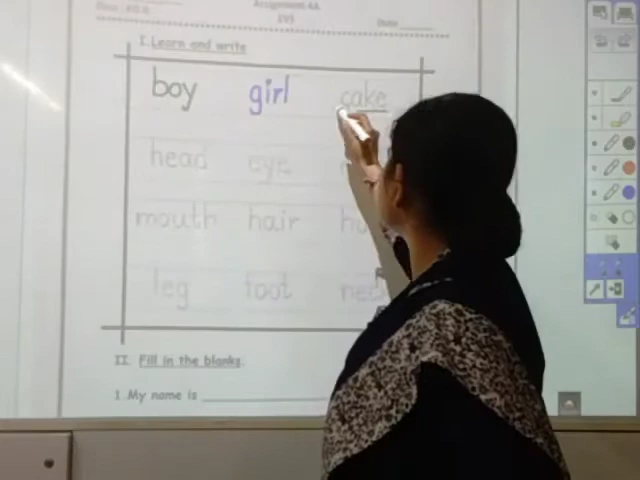 Assignment 4A
EVS
Date
I. Learn and write
boy girl cake
head eye
mouth hair
leg foot
II. Fill in the blanks.
1. My name is